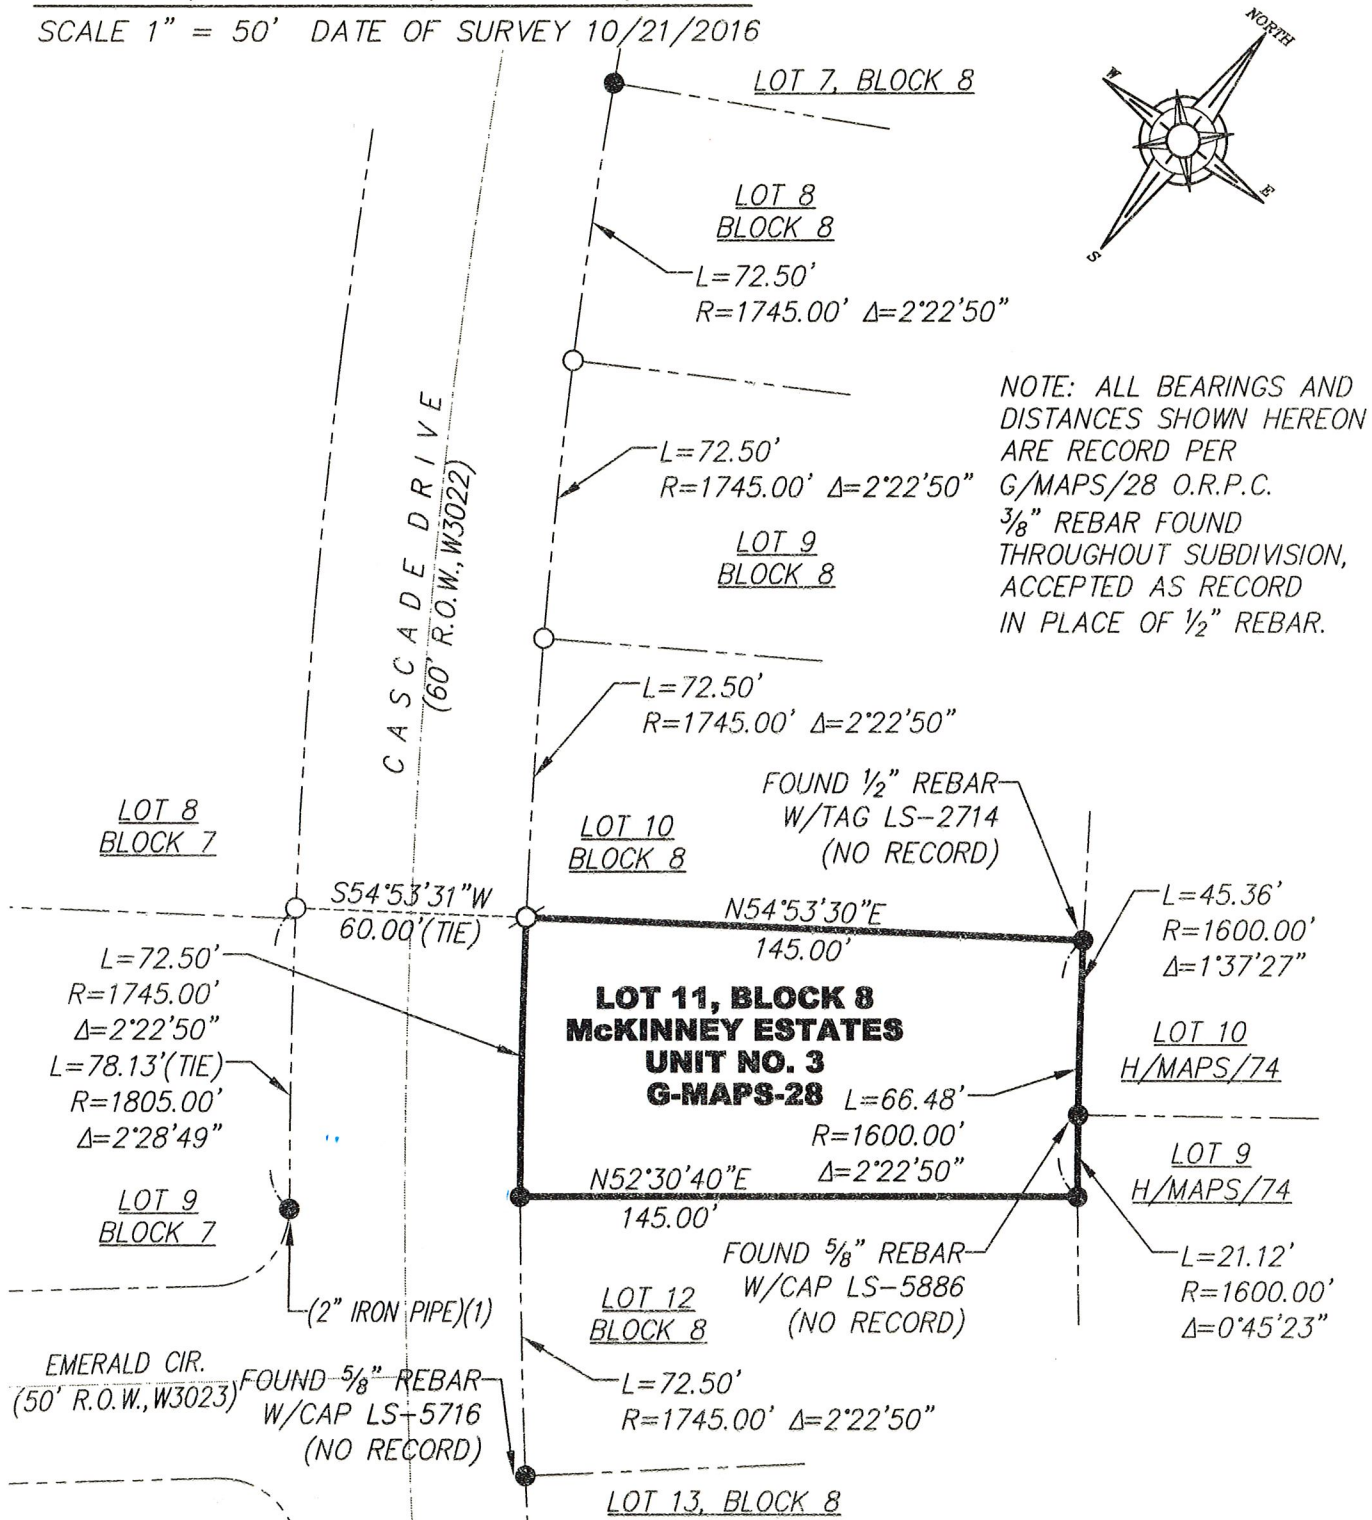 SCALE 1" = 50' DATE OF SURVEY 10/21/2016
NORTH
W
E
S
LOT 7, BLOCK 8
LOT 8
BLOCK 8
L=72.50'
R=1745.00' Δ=2°22'50"
NOTE: ALL BEARINGS AND
DISTANCES SHOWN HEREON
ARE RECORD PER
G/MAPS/28 O.R.P.C.
3/8" REBAR FOUND
THROUGHOUT SUBDIVISION,
ACCEPTED AS RECORD
IN PLACE OF 1/2" REBAR.
L=72.50'
R=1745.00' Δ=2°22'50"
LOT 9
BLOCK 8
CASCADE DRIVE
(60' R.O.W., W3022)
L=72.50'
R=1745.00' Δ=2°22'50"
FOUND 1/2" REBAR
W/TAG LS-2714
(NO RECORD)
LOT 8
BLOCK 7
LOT 10
BLOCK 8
S54°53'31"W
60.00'(TIE)
N54°53'30"E
145.00'
L=45.36'
R=1600.00'
Δ=1°37'27"
L=72.50'
R=1745.00'
Δ=2°22'50"
L=78.13'(TIE)
R=1805.00'
Δ=2°28'49"
LOT 11, BLOCK 8
McKINNEY ESTATES
UNIT NO. 3
G-MAPS-28
LOT 10
H/MAPS/74
L=66.48'
R=1600.00'
Δ=2°22'50"
LOT 9
H/MAPS/74
N52°30'40"E
145.00'
LOT 9
BLOCK 7
FOUND 5/8" REBAR
W/CAP LS-5886
(NO RECORD)
L=21.12'
R=1600.00'
Δ=0°45'23"
(2" IRON PIPE)(1)
LOT 12
BLOCK 8
EMERALD CIR.
(50' R.O.W., W3023)
FOUND 5/8" REBAR
W/CAP LS-5716
(NO RECORD)
L=72.50'
R=1745.00' Δ=2°22'50"
LOT 13, BLOCK 8